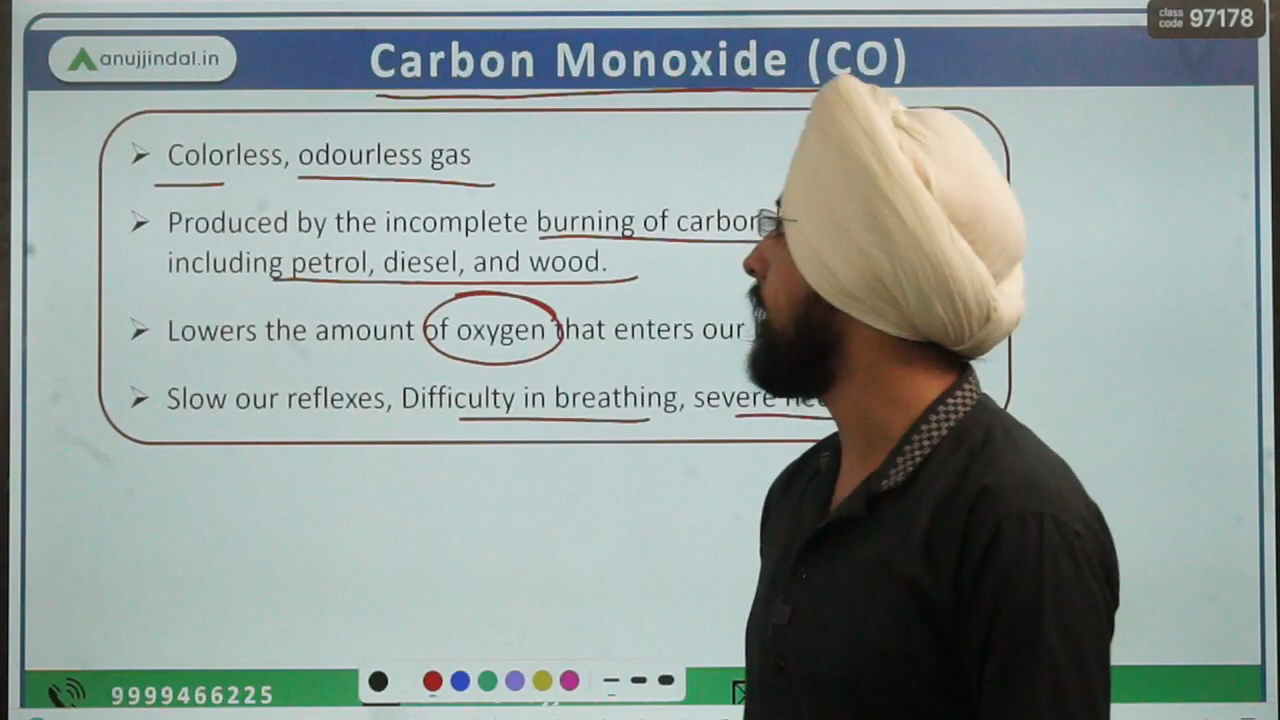 class code 97178
anujjindal.in
Carbon Monoxide (CO)
Colorless, odourless gas
Produced by the incomplete burning of carbon
including petrol, diesel, and wood.
Lowers the amount of oxygen that enters our
Slow our reflexes, Difficulty in breathing, severe
9999466225